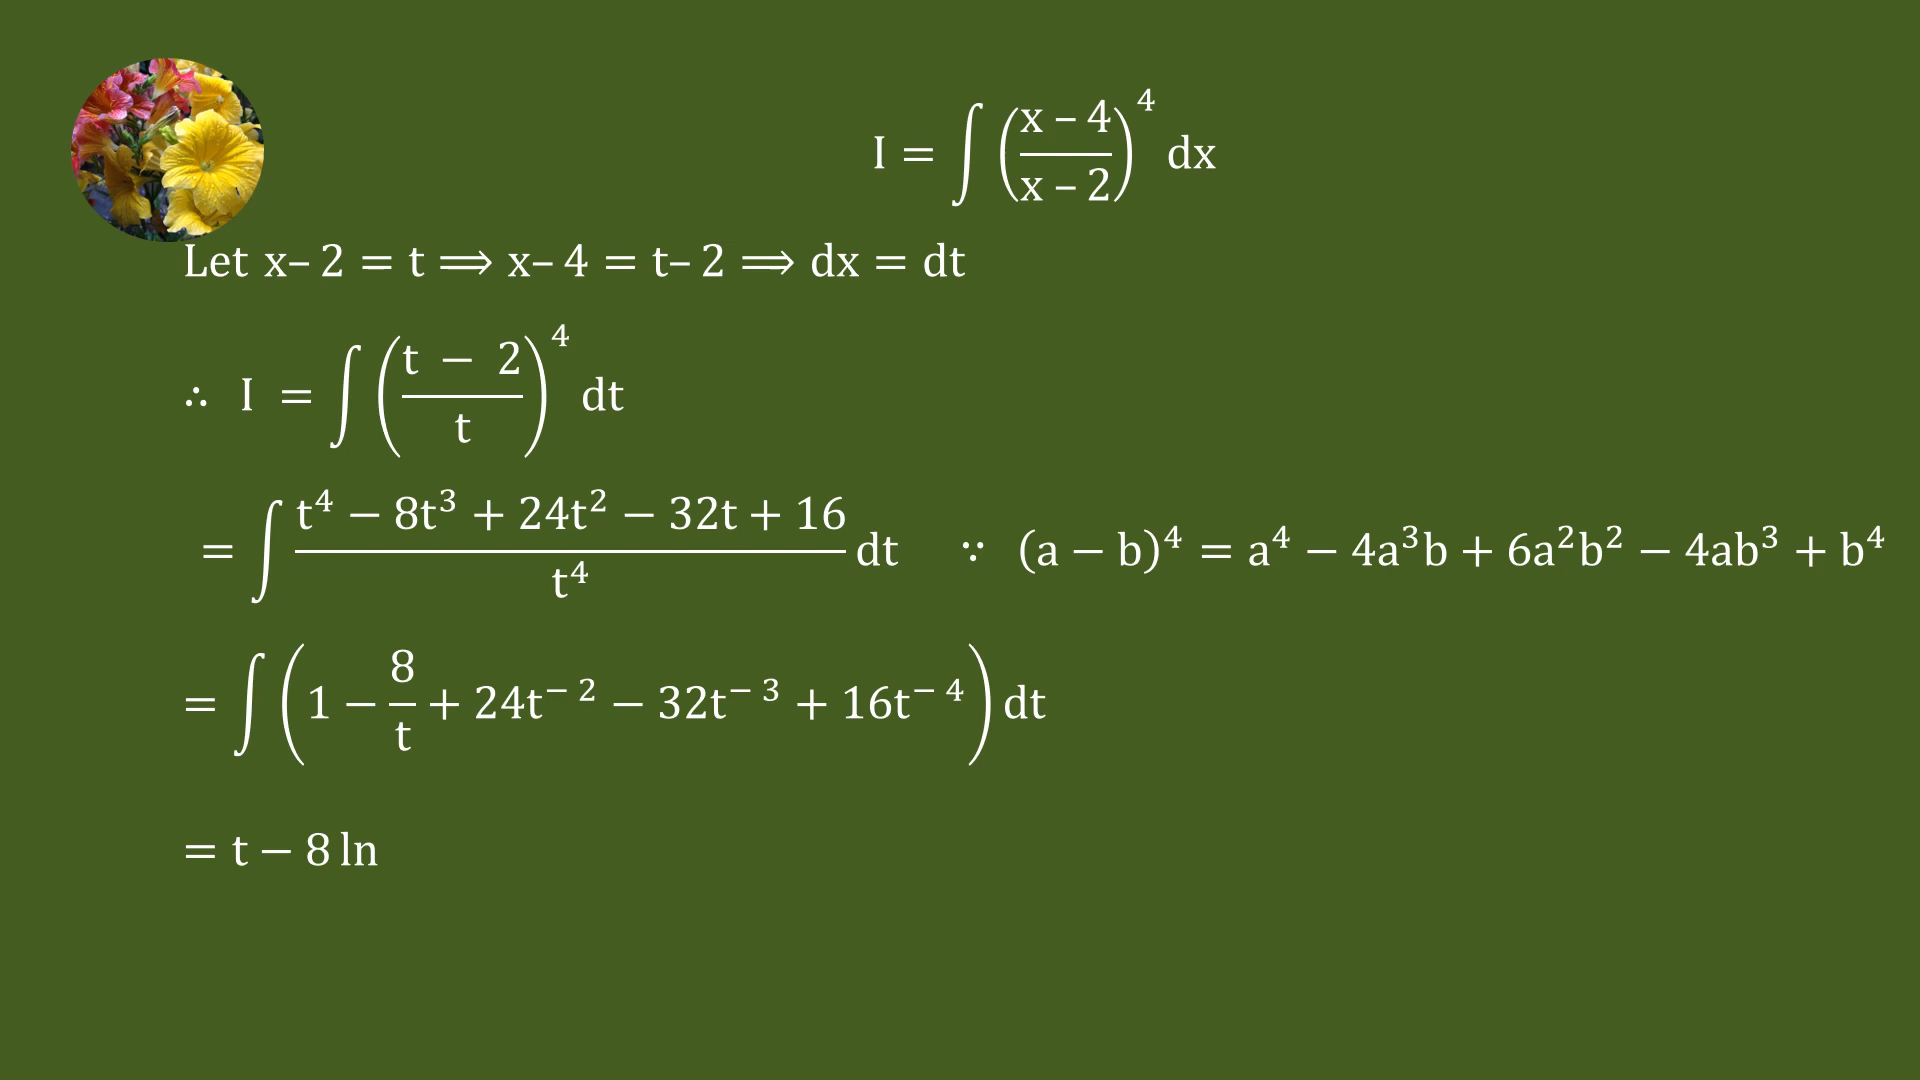 I = ∫ ((x – 4)/(x – 2))⁴ dx
Let x– 2 = t ⟹ x– 4 = t– 2 ⟹ dx = dt
∴ I = ∫ ((t − 2)/t)⁴ dt
= ∫ (t⁴ − 8t³ + 24t² − 32t + 16)/t⁴ dt ∵ (a − b)⁴ = a⁴ − 4a³b + 6a²b² − 4ab³ + b⁴
= ∫ (1 − 8/t + 24t⁻² − 32t⁻³ + 16t⁻⁴) dt
= t − 8 ln